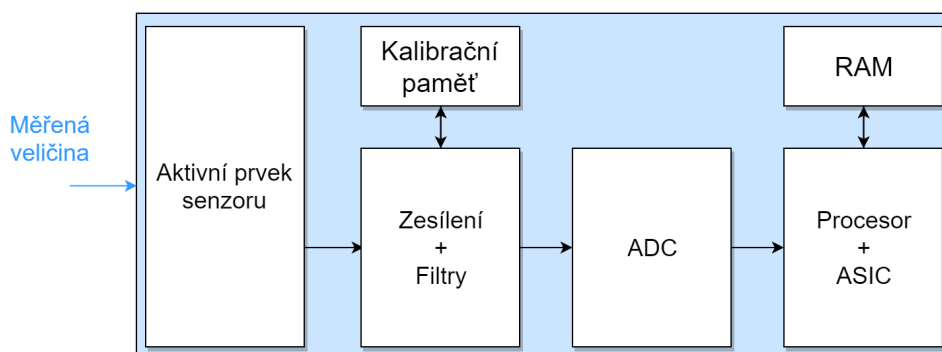 Měřená
veličina
Aktivní prvek
senzoru
Kalibrační
paměť
Zesílení
+
Filtry
ADC
RAM
Procesor
+
ASIC